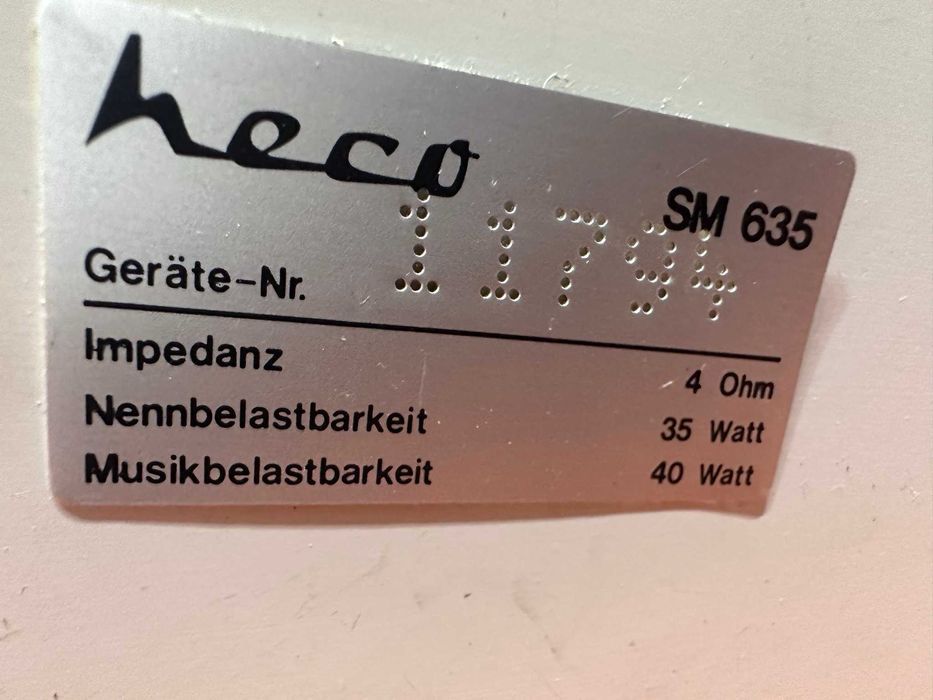 heco
SM 635
Geräte-Nr. 11794
Impedanz 4 Ohm
Nennbelastbarkeit 35 Watt
Musikbelastbarkeit 40 Watt